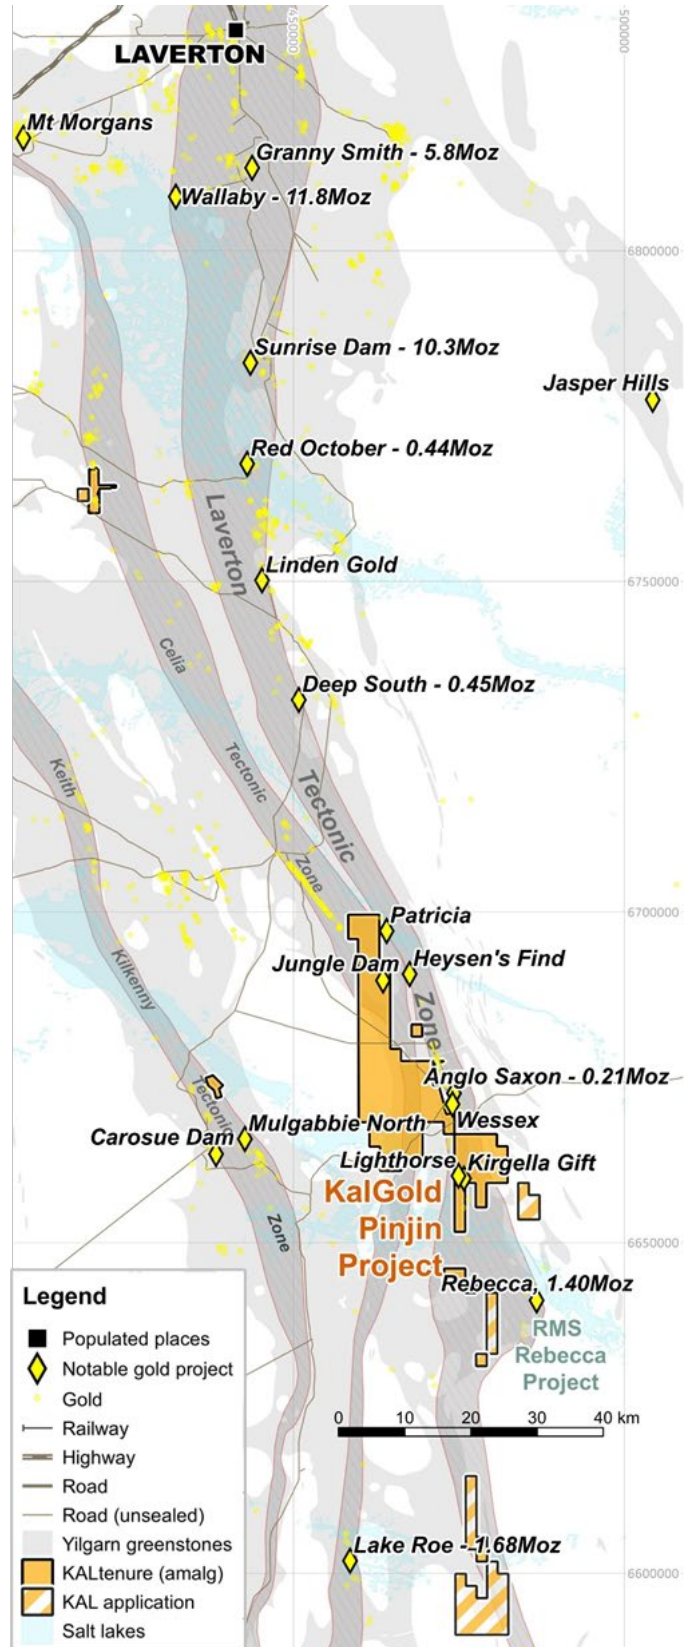 450000
500000
LAVERTON
Mt Morgans
Granny Smith - 5.8Moz
Wallaby - 11.8Moz
6800000
Sunrise Dam - 10.3Moz
Jasper Hills
Red October - 0.44Moz
Laverton
Linden Gold
6750000
Celia
Deep South - 0.45Moz
Keith
Tectonic
Tectonic
Zone
Patricia
6700000
Jungle Dam
Heysen's Find
Kilkenny
Zone
Anglo Saxon - 0.21Moz
Tectonic
Mulgabbie North
Wessex
Carosue Dam
Lighthorse
Kirgella Gift
KalGold
Pinjin
Project
Zone
6650000
Rebecca, 1.40Moz
RMS
Rebecca
Project
0 10 20 30 40 km
Legend
Populated places
Notable gold project
Gold
Railway
Highway
Road
Road (unsealed)
Yilgarn greenstones
KALtenure (amalg)
KAL application
Salt lakes
Lake Roe - 1.68Moz
6600000